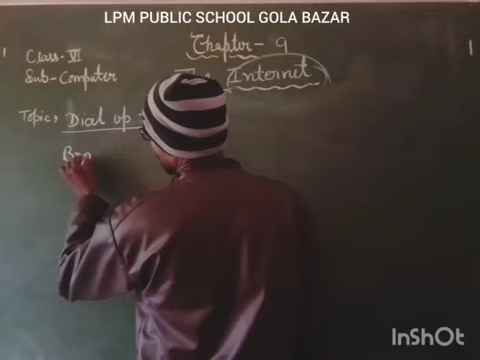 LPM PUBLIC SCHOOL GOLA BAZAR
Chapter - 9
Class - VI
Sub - Computer
Internet
Topic, Dial up -
InShOt